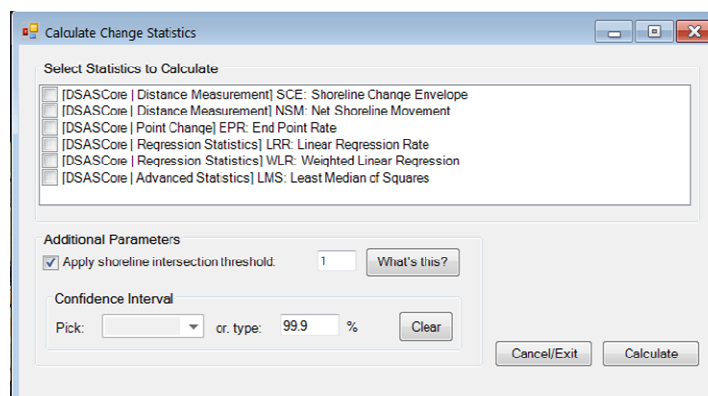 Calculate Change Statistics
Select Statistics to Calculate
[DSASCore | Distance Measurement] SCE: Shoreline Change Envelope
[DSASCore | Distance Measurement] NSM: Net Shoreline Movement
[DSASCore | Point Change] EPR: End Point Rate
[DSASCore | Regression Statistics] LRR: Linear Regression Rate
[DSASCore | Regression Statistics] WLR: Weighted Linear Regression
[DSASCore | Advanced Statistics] LMS: Least Median of Squares
Additional Parameters
Apply shoreline intersection threshold: 1 What's this?
Confidence Interval
Pick: or. type: 99.9 % Clear
Cancel/Exit Calculate